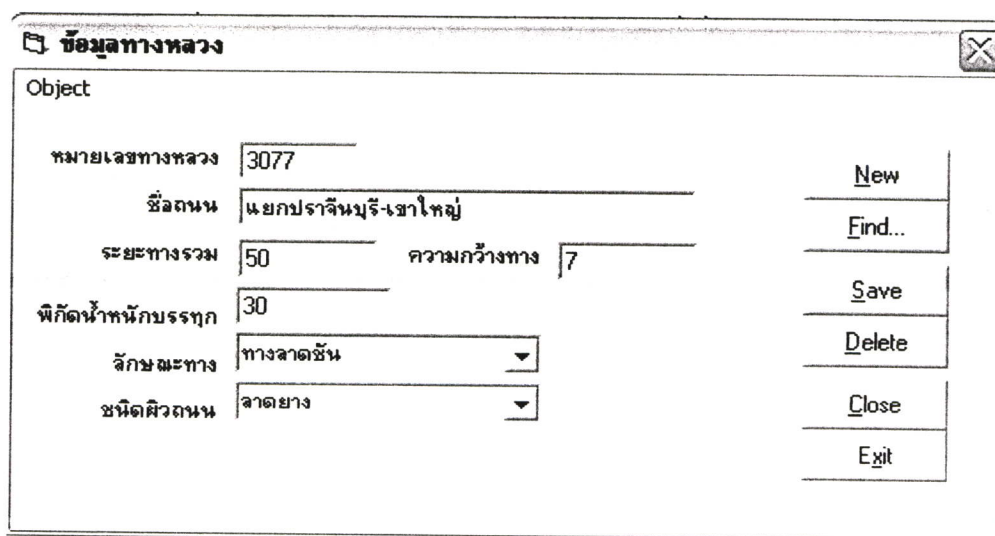 ข้อมูลทางหลวง
Object
หมายเลขทางหลวง 3077
ชื่อถนน แยกปราจีนบุรี-เขาใหญ่
ระยะทางรวม 50 ความกว้างทาง 7
พิกัดน้ำหนักบรรทุก 30
ลักษณะทาง ทางลาดชัน
ชนิดผิวถนน ลาดยาง
New
Find...
Save
Delete
Close
Exit